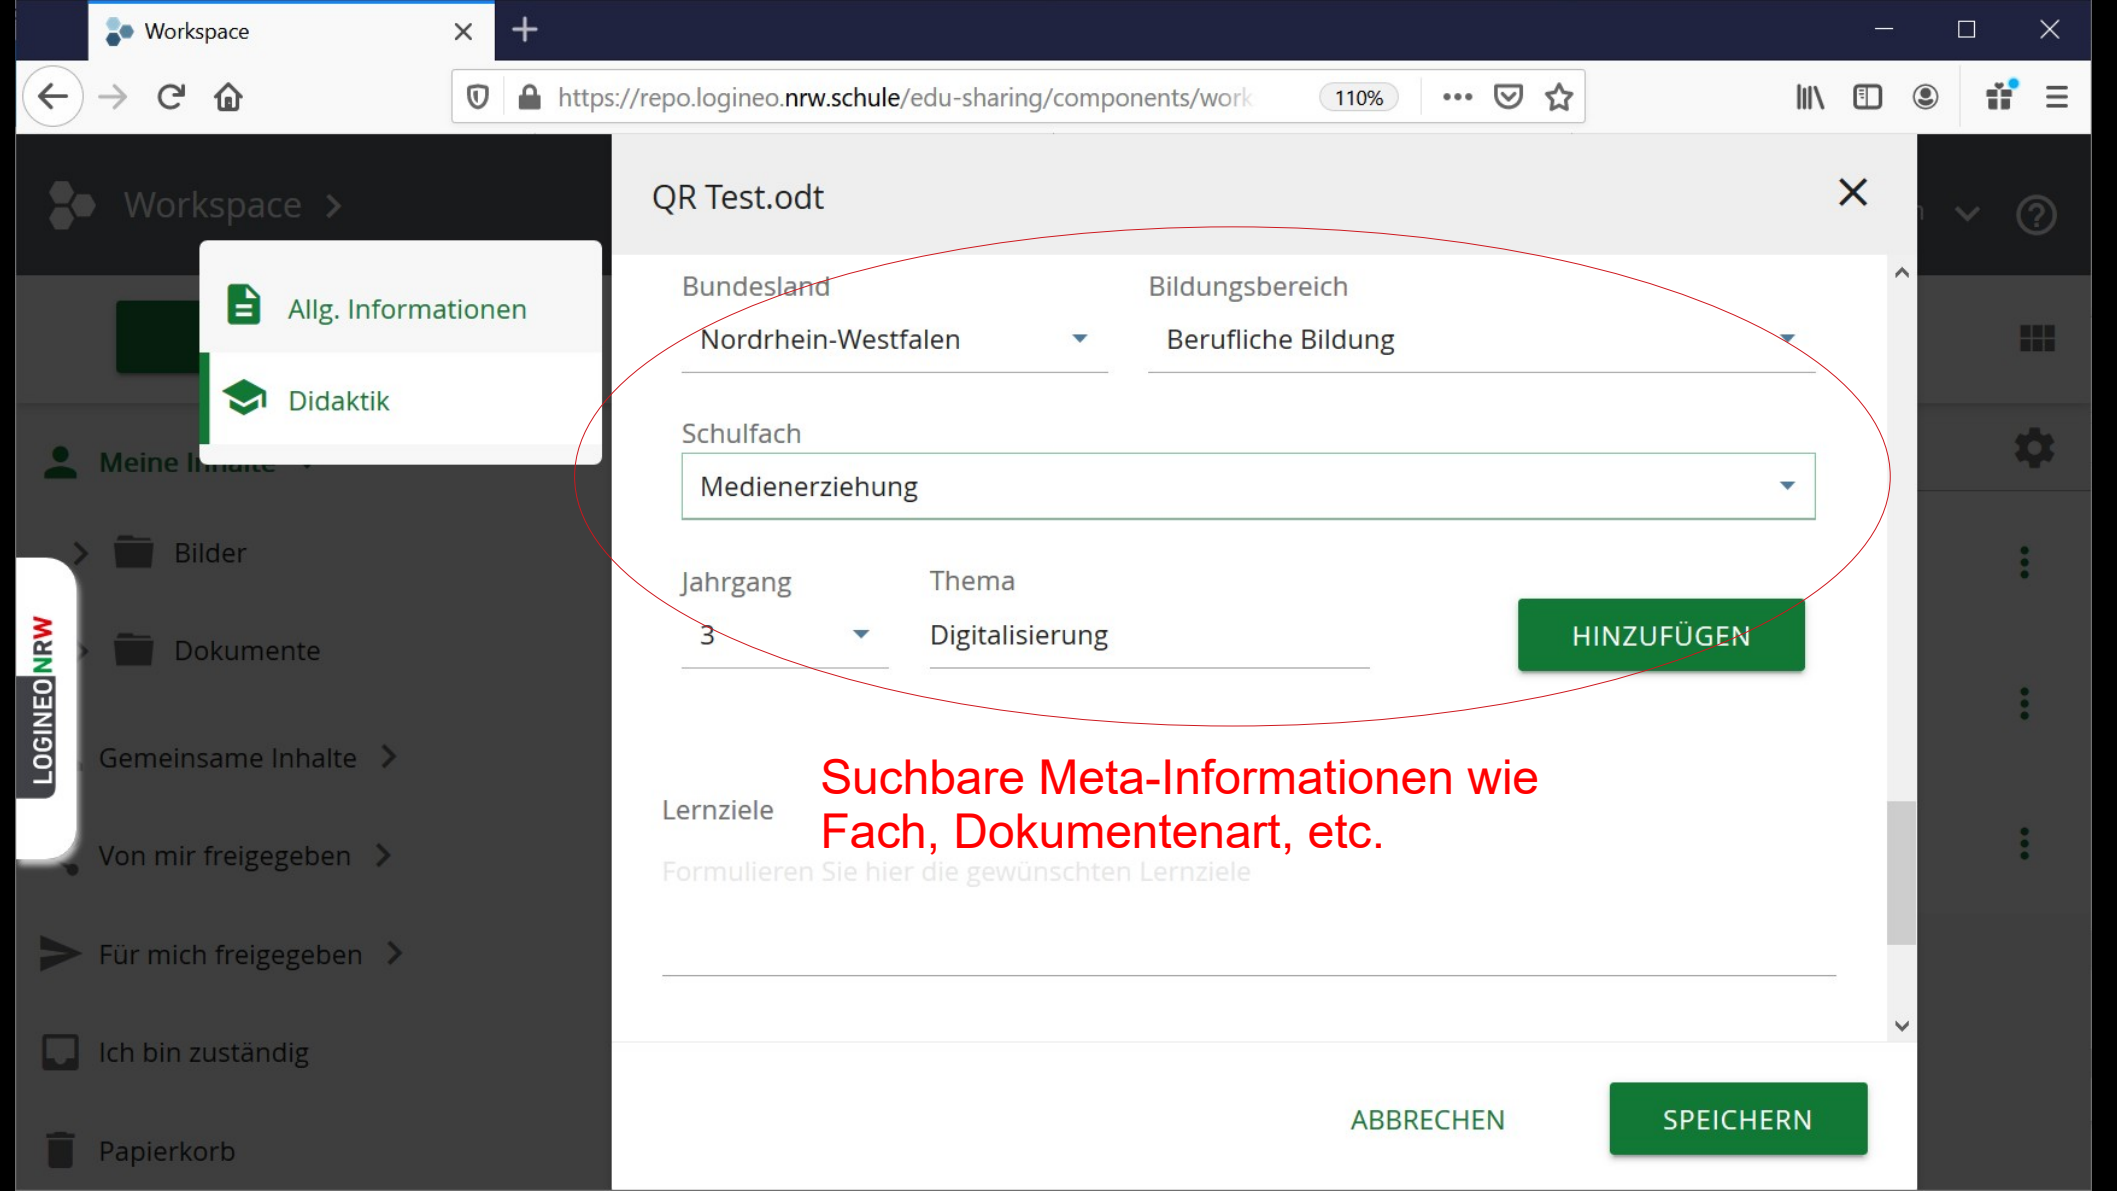 Workspace
https://repo.logineo.nrw.schule/edu-sharing/components/work
110%
Workspace
QR Test.odt
Allg. Informationen
Didaktik
Bundesland
Bildungsbereich
Nordrhein-Westfalen
Berufliche Bildung
Schulfach
Medienerziehung
Jahrgang
Thema
3
Digitalisierung
HINZUFÜGEN
Suchbare Meta-Informationen wie
Fach, Dokumentenart, etc.
Lernziele
Formulieren Sie hier die gewünschten Lernziele
ABBRECHEN
SPEICHERN
Meine Inhalte
Bilder
Dokumente
Gemeinsame Inhalte
Von mir freigegeben
Für mich freigegeben
Ich bin zuständig
Papierkorb
LOGINEONRW